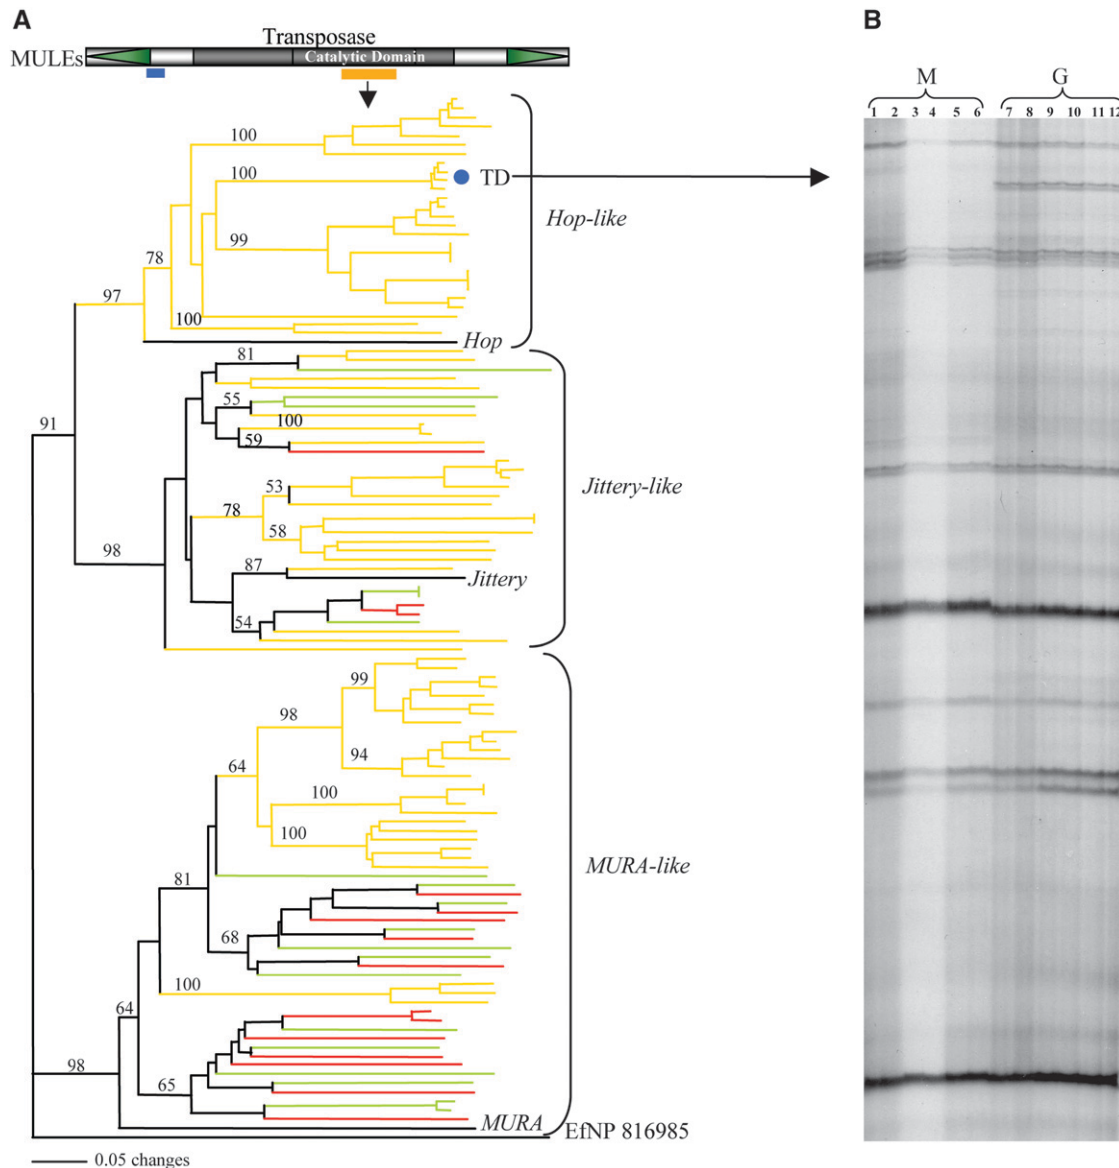 A
B
Transposase
MULEs
Catalytic Domain
M
G
1 2 3 4 5 6 7 8 9 10 11 12
100
100
TD
Hop-like
99
78
97
100
Hop
81
55
100
59
91
53
78
Jittery-like
58
98
87
Jittery
54
99
98
94
64
100
100
MURA-like
81
68
100
64
98
65
MURA
EfNP 816985
0.05 changes